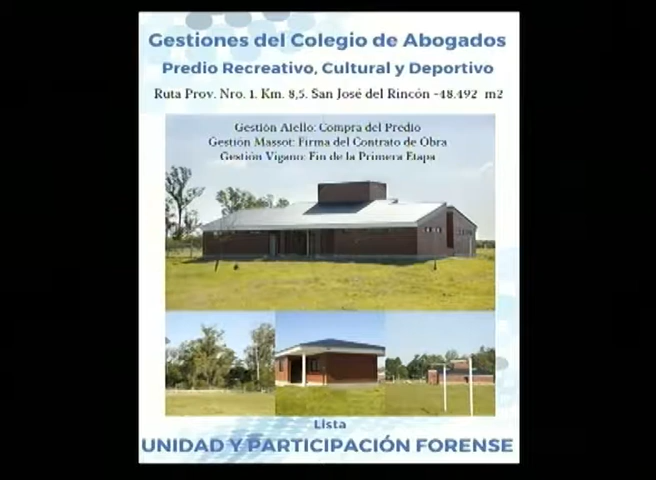 Gestiones del Colegio de Abogados
Predio Recreativo, Cultural y Deportivo
Ruta Prov. Nro. 1. Km. 8,5. San José del Rincón -48.492 m2
Gestión Aiello: Compra del Predio
Gestión Massot: Firma del Contrato de Obra
Gestión Vigano: Fin de la Primera Etapa
Lista
UNIDAD Y PARTICIPACIÓN FORENSE